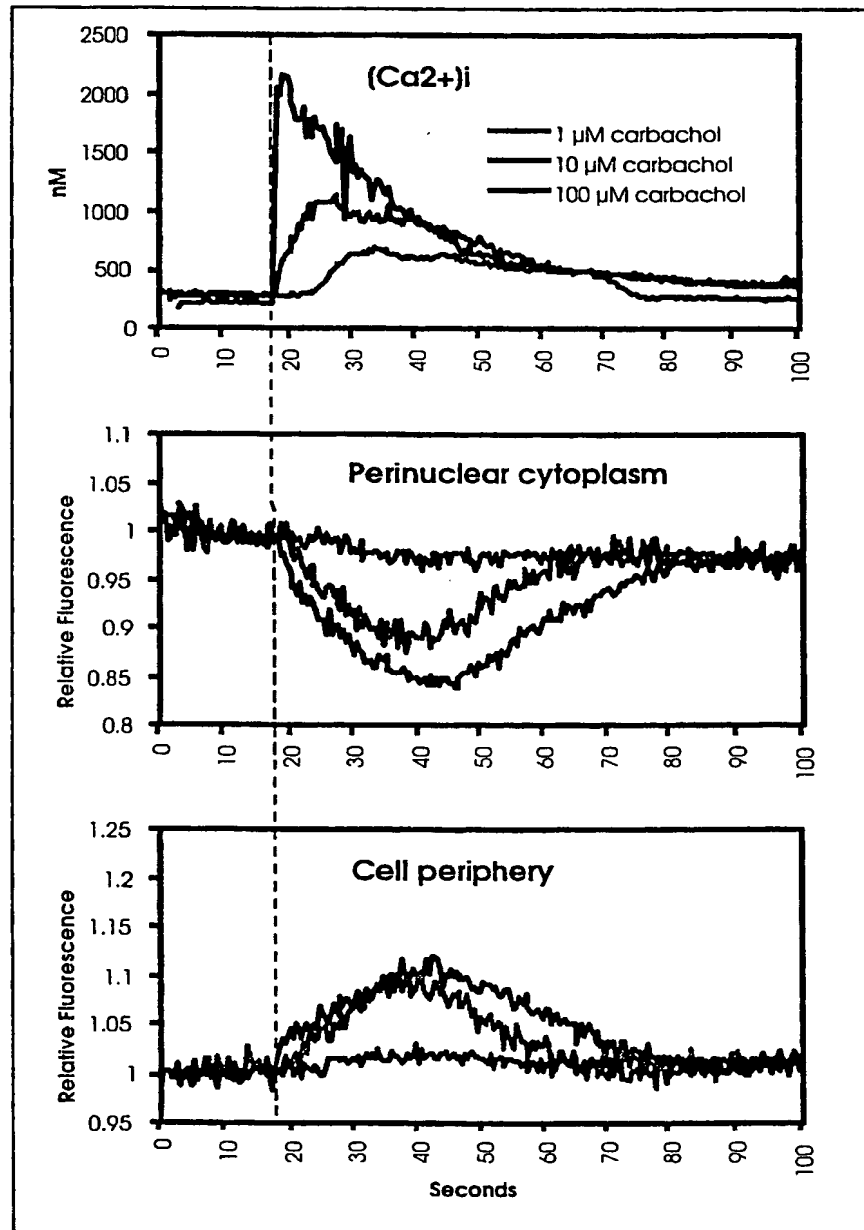 (Ca2+)i
1 µM carbachol
10 µM carbachol
100 µM carbachol
nM
2500
2000
1500
1000
500
0
0 10 20 30 40 50 60 70 80 90 100
Perinuclear cytoplasm
Relative Fluorescence
1.1
1.05
1
0.95
0.9
0.85
0.8
0 10 20 30 40 50 60 70 80 90 100
Cell periphery
Relative Fluorescence
1.25
1.2
1.15
1.1
1.05
1
0.95
0 10 20 30 40 50 60 70 80 90 100
Seconds